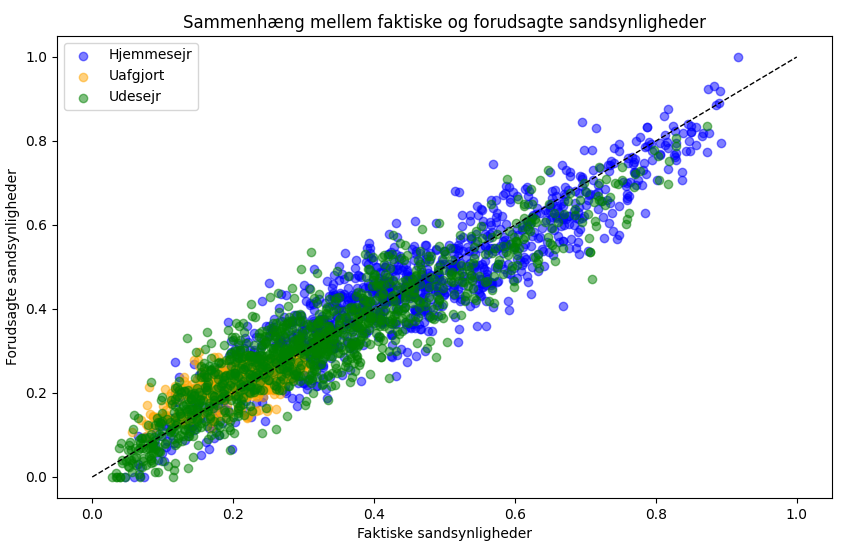 Sammenhæng mellem faktiske og forudsagte sandsynligheder
Hjemmesejr
Uafgjort
Udesejr
Forudsagte sandsynligheder
1.0
0.8
0.6
0.4
0.2
0.0
0.0 0.2 0.4 0.6 0.8 1.0
Faktiske sandsynligheder